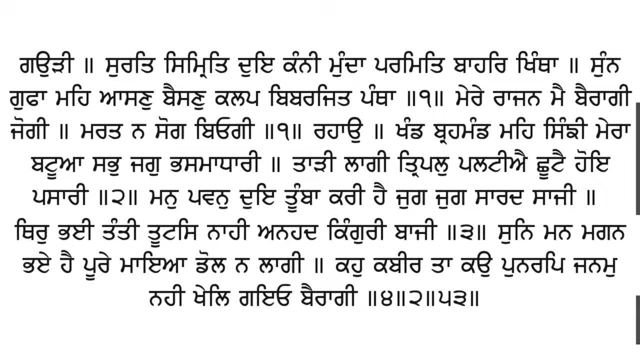 ਗਉੜੀ ॥ ਸੁਰਤਿ ਸਿਮ੍ਰਿਤਿ ਦੁਇ ਕੰਨੀ ਮੁੰਦਾ ਪਰਮਿਤਿ ਬਾਹਰਿ ਖਿੰਥਾ ॥ ਸੁੰਨ
ਗੁਫਾ ਮਹਿ ਆਸਣੁ ਬੈਸਣੁ ਕਲਪ ਬਿਬਰਜਿਤ ਪੰਥਾ ॥੧॥ ਮੇਰੇ ਰਾਜਨ ਮੈ ਬੈਰਾਗੀ
ਜੋਗੀ ॥ ਮਰਤ ਨ ਸੋਗ ਬਿਓਗੀ ॥੧॥ ਰਹਾਉ ॥ ਖੰਡ ਬ੍ਰਹਮੰਡ ਮਹਿ ਸਿੰਙੀ ਮੇਰਾ
ਬਟੂਆ ਸਭੁ ਜਗੁ ਭਸਮਾਧਾਰੀ ॥ ਤਾੜੀ ਲਾਗੀ ਤ੍ਰਿਪਲੁ ਪਲਟੀਐ ਛੂਟੈ ਹੋਇ
ਪਸਾਰੀ ॥੨॥ ਮਨੁ ਪਵਨੁ ਦੁਇ ਤੂੰਬਾ ਕਰੀ ਹੈ ਜੁਗ ਜੁਗ ਸਾਰਦ ਸਾਜੀ ॥
ਥਿਰੁ ਭਈ ਤੰਤੀ ਤੂਟਸਿ ਨਾਹੀ ਅਨਹਦ ਕਿੰਗੁਰੀ ਬਾਜੀ ॥੩॥ ਸੁਨਿ ਮਨ ਮਗਨ
ਭਏ ਹੈ ਪੂਰੇ ਮਾਇਆ ਡੋਲ ਨ ਲਾਗੀ ॥ ਕਹੁ ਕਬੀਰ ਤਾ ਕਉ ਪੁਨਰਪਿ ਜਨਮੁ
ਨਹੀ ਖੇਲਿ ਗਇਓ ਬੈਰਾਗੀ ॥੪॥੨॥੫੩॥